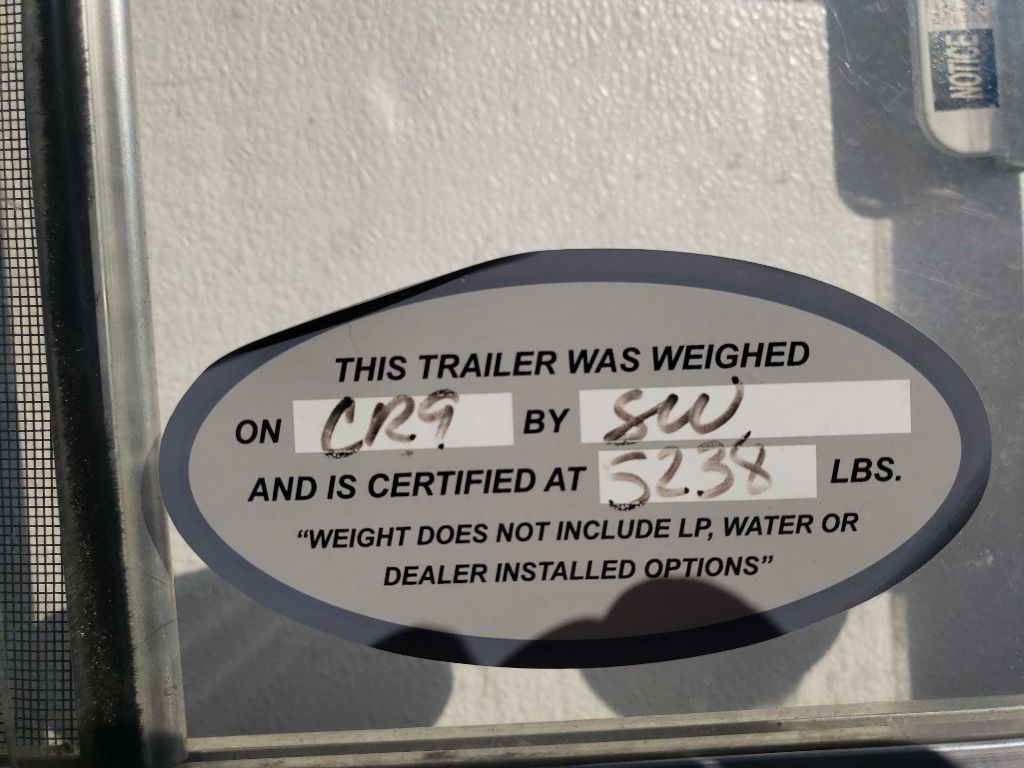 NOTICE
THIS TRAILER WAS WEIGHED
ON CR9 BY SW
AND IS CERTIFIED AT 5238 LBS.
“WEIGHT DOES NOT INCLUDE LP, WATER OR
DEALER INSTALLED OPTIONS”